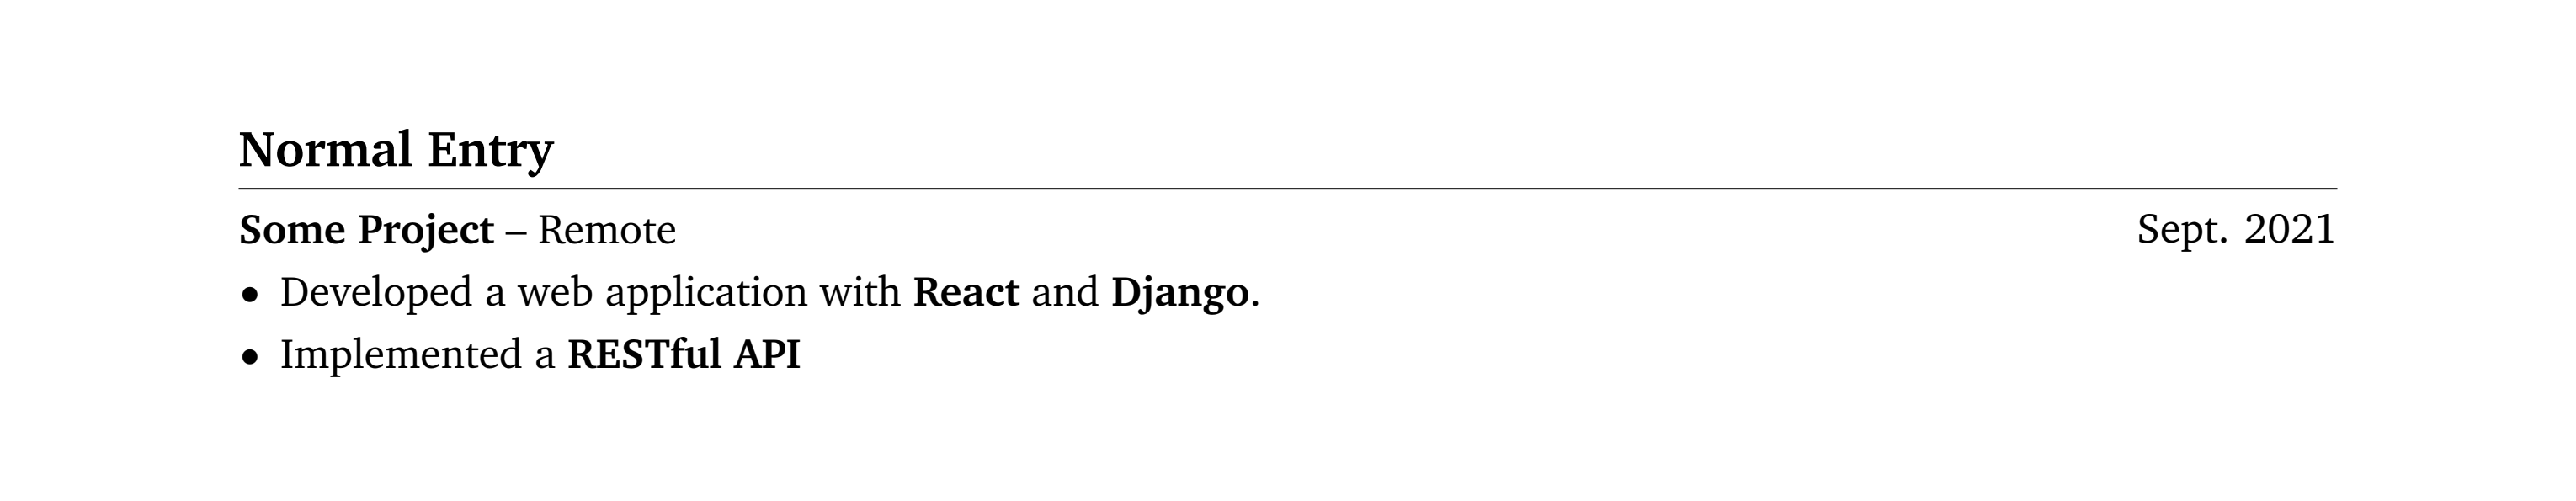 Normal Entry
Some Project – Remote Sept. 2021
• Developed a web application with React and Django.
• Implemented a RESTful API